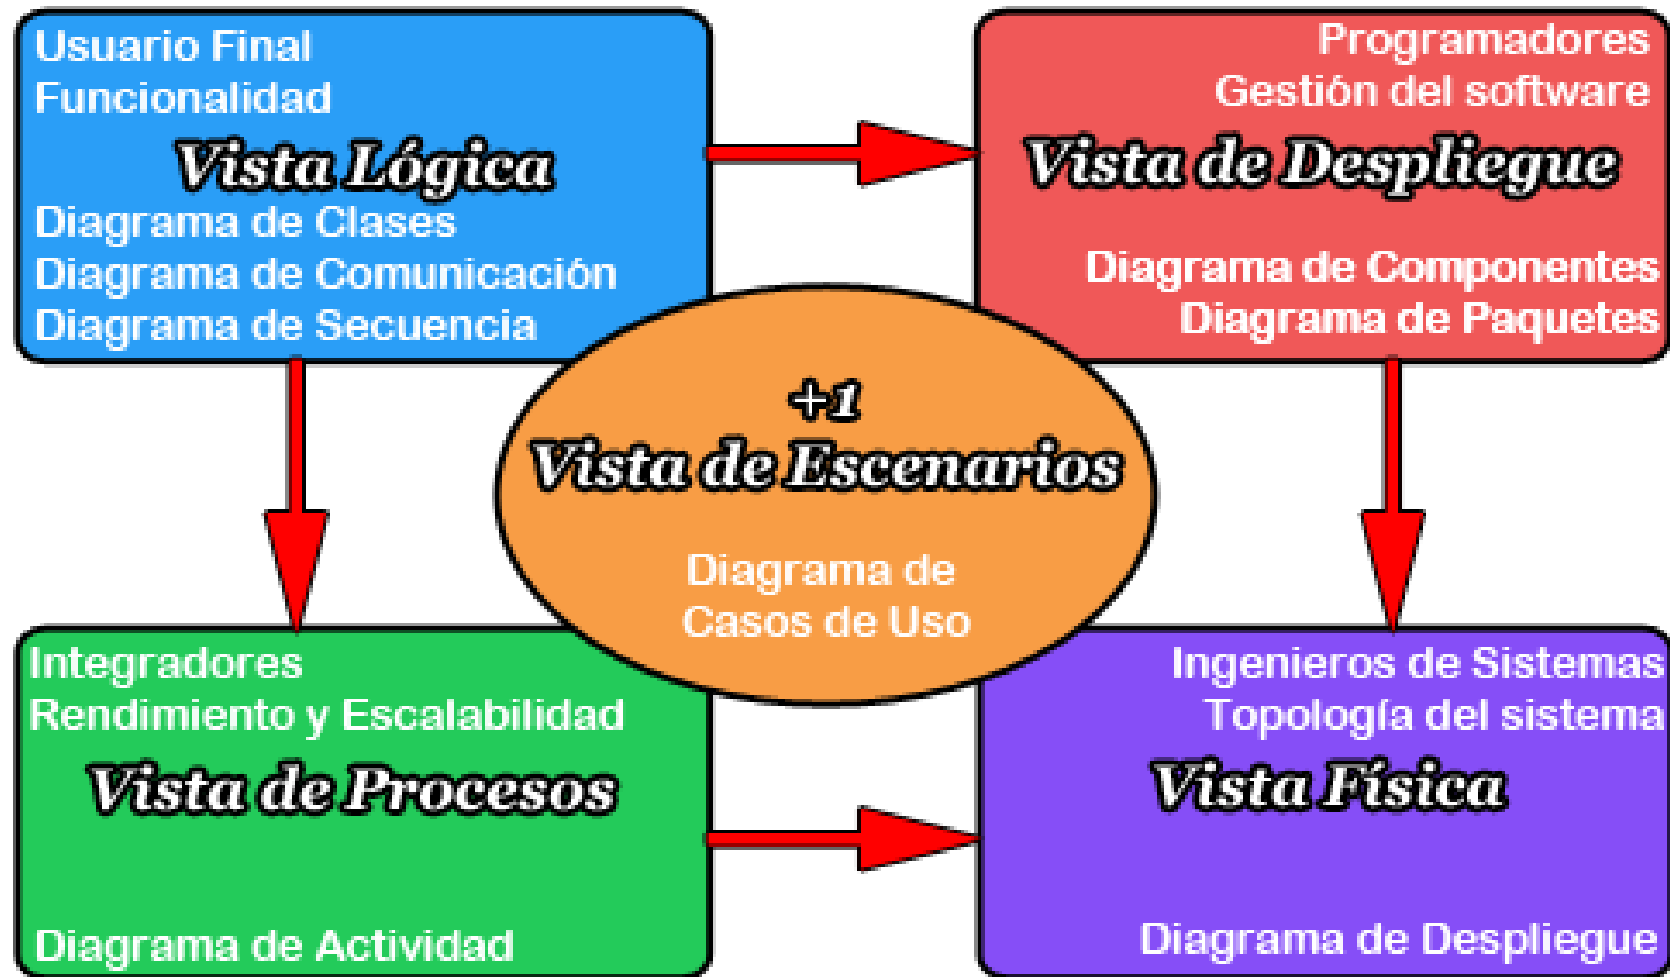 Usuario Final
Funcionalidad
Vista Lógica
Diagrama de Clases
Diagrama de Comunicación
Diagrama de Secuencia
Programadores
Gestión del software
Vista de Despliegue
Diagrama de Componentes
Diagrama de Paquetes
+1
Vista de Escenarios
Diagrama de
Casos de Uso
Integradores
Rendimiento y Escalabilidad
Vista de Procesos
Diagrama de Actividad
Ingenieros de Sistemas
Topología del sistema
Vista Física
Diagrama de Despliegue